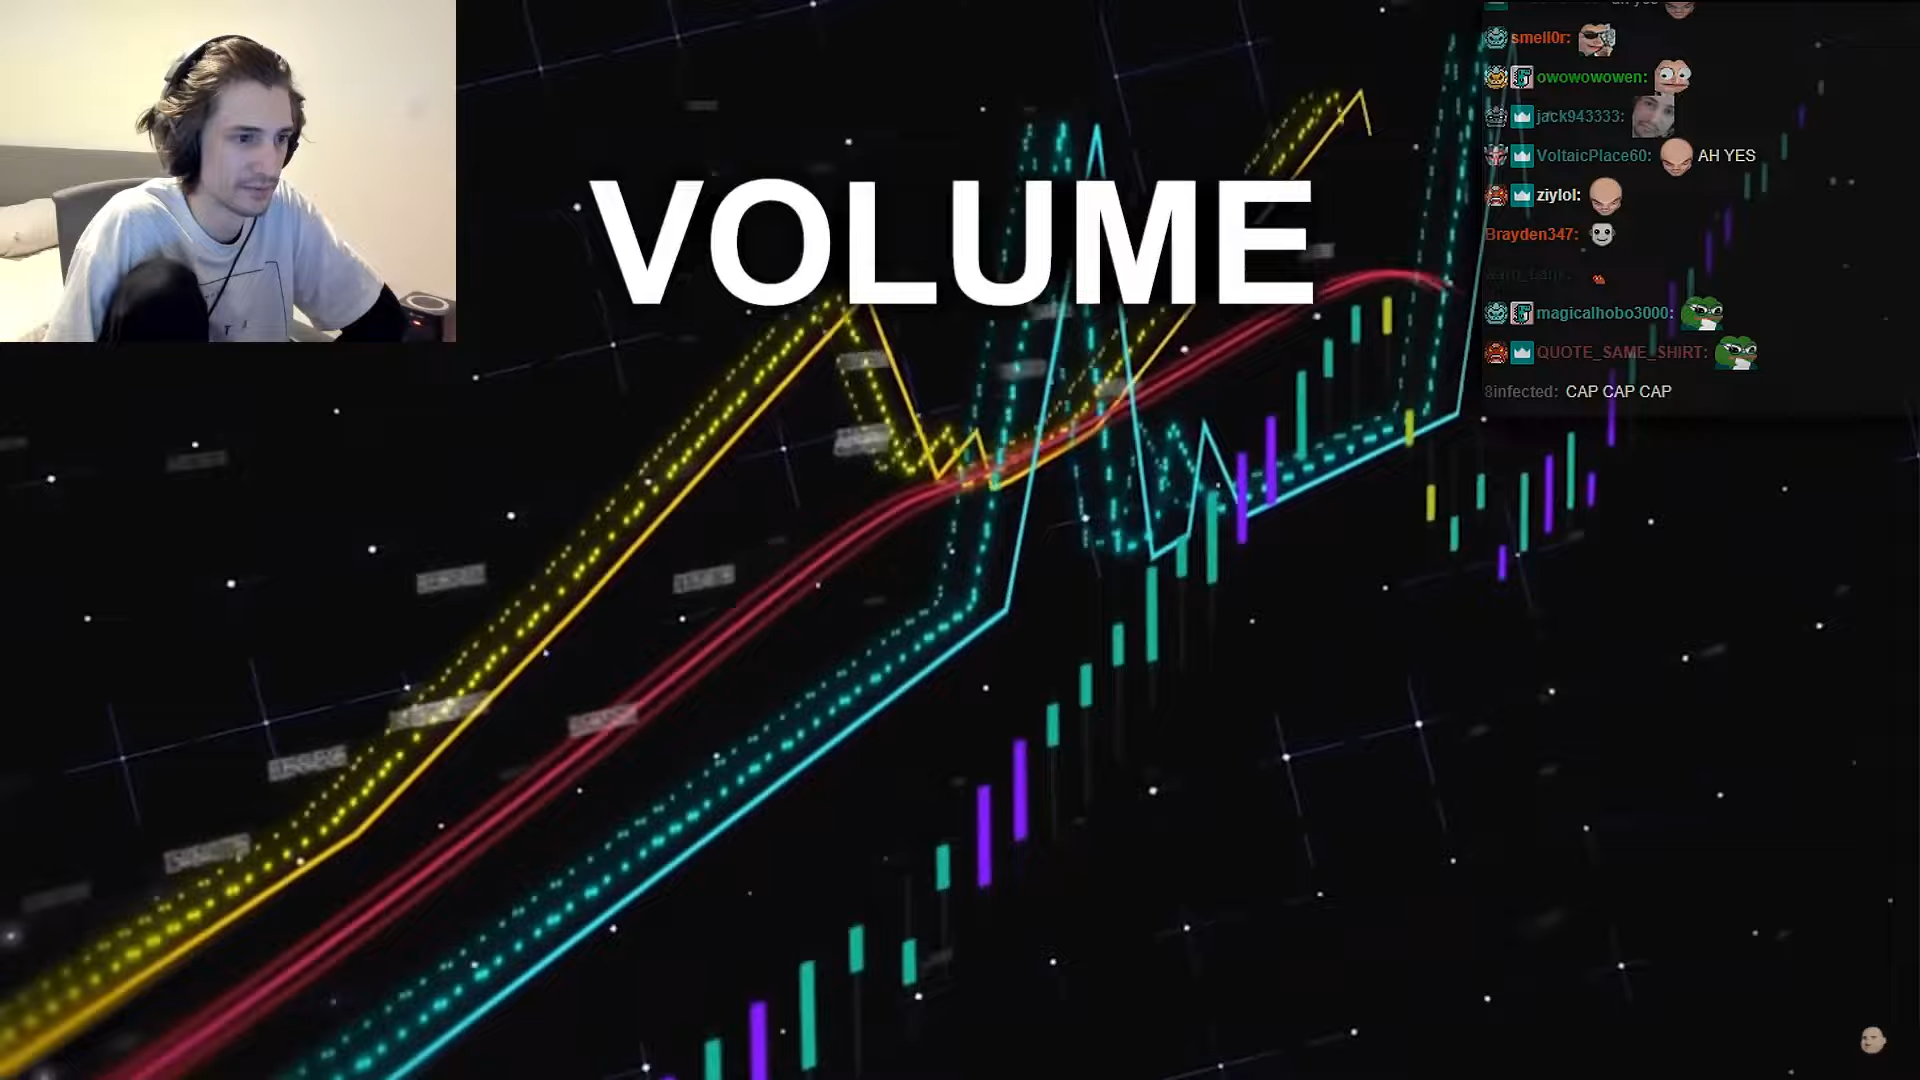 VOLUME
smell0r:
owowowowen:
jack943333:
VoltaicPlace60: AH YES
ziylol:
Brayden347:
magicalhobo3000:
QUOTE_SAME_SHIRT:
8infected: CAP CAP CAP